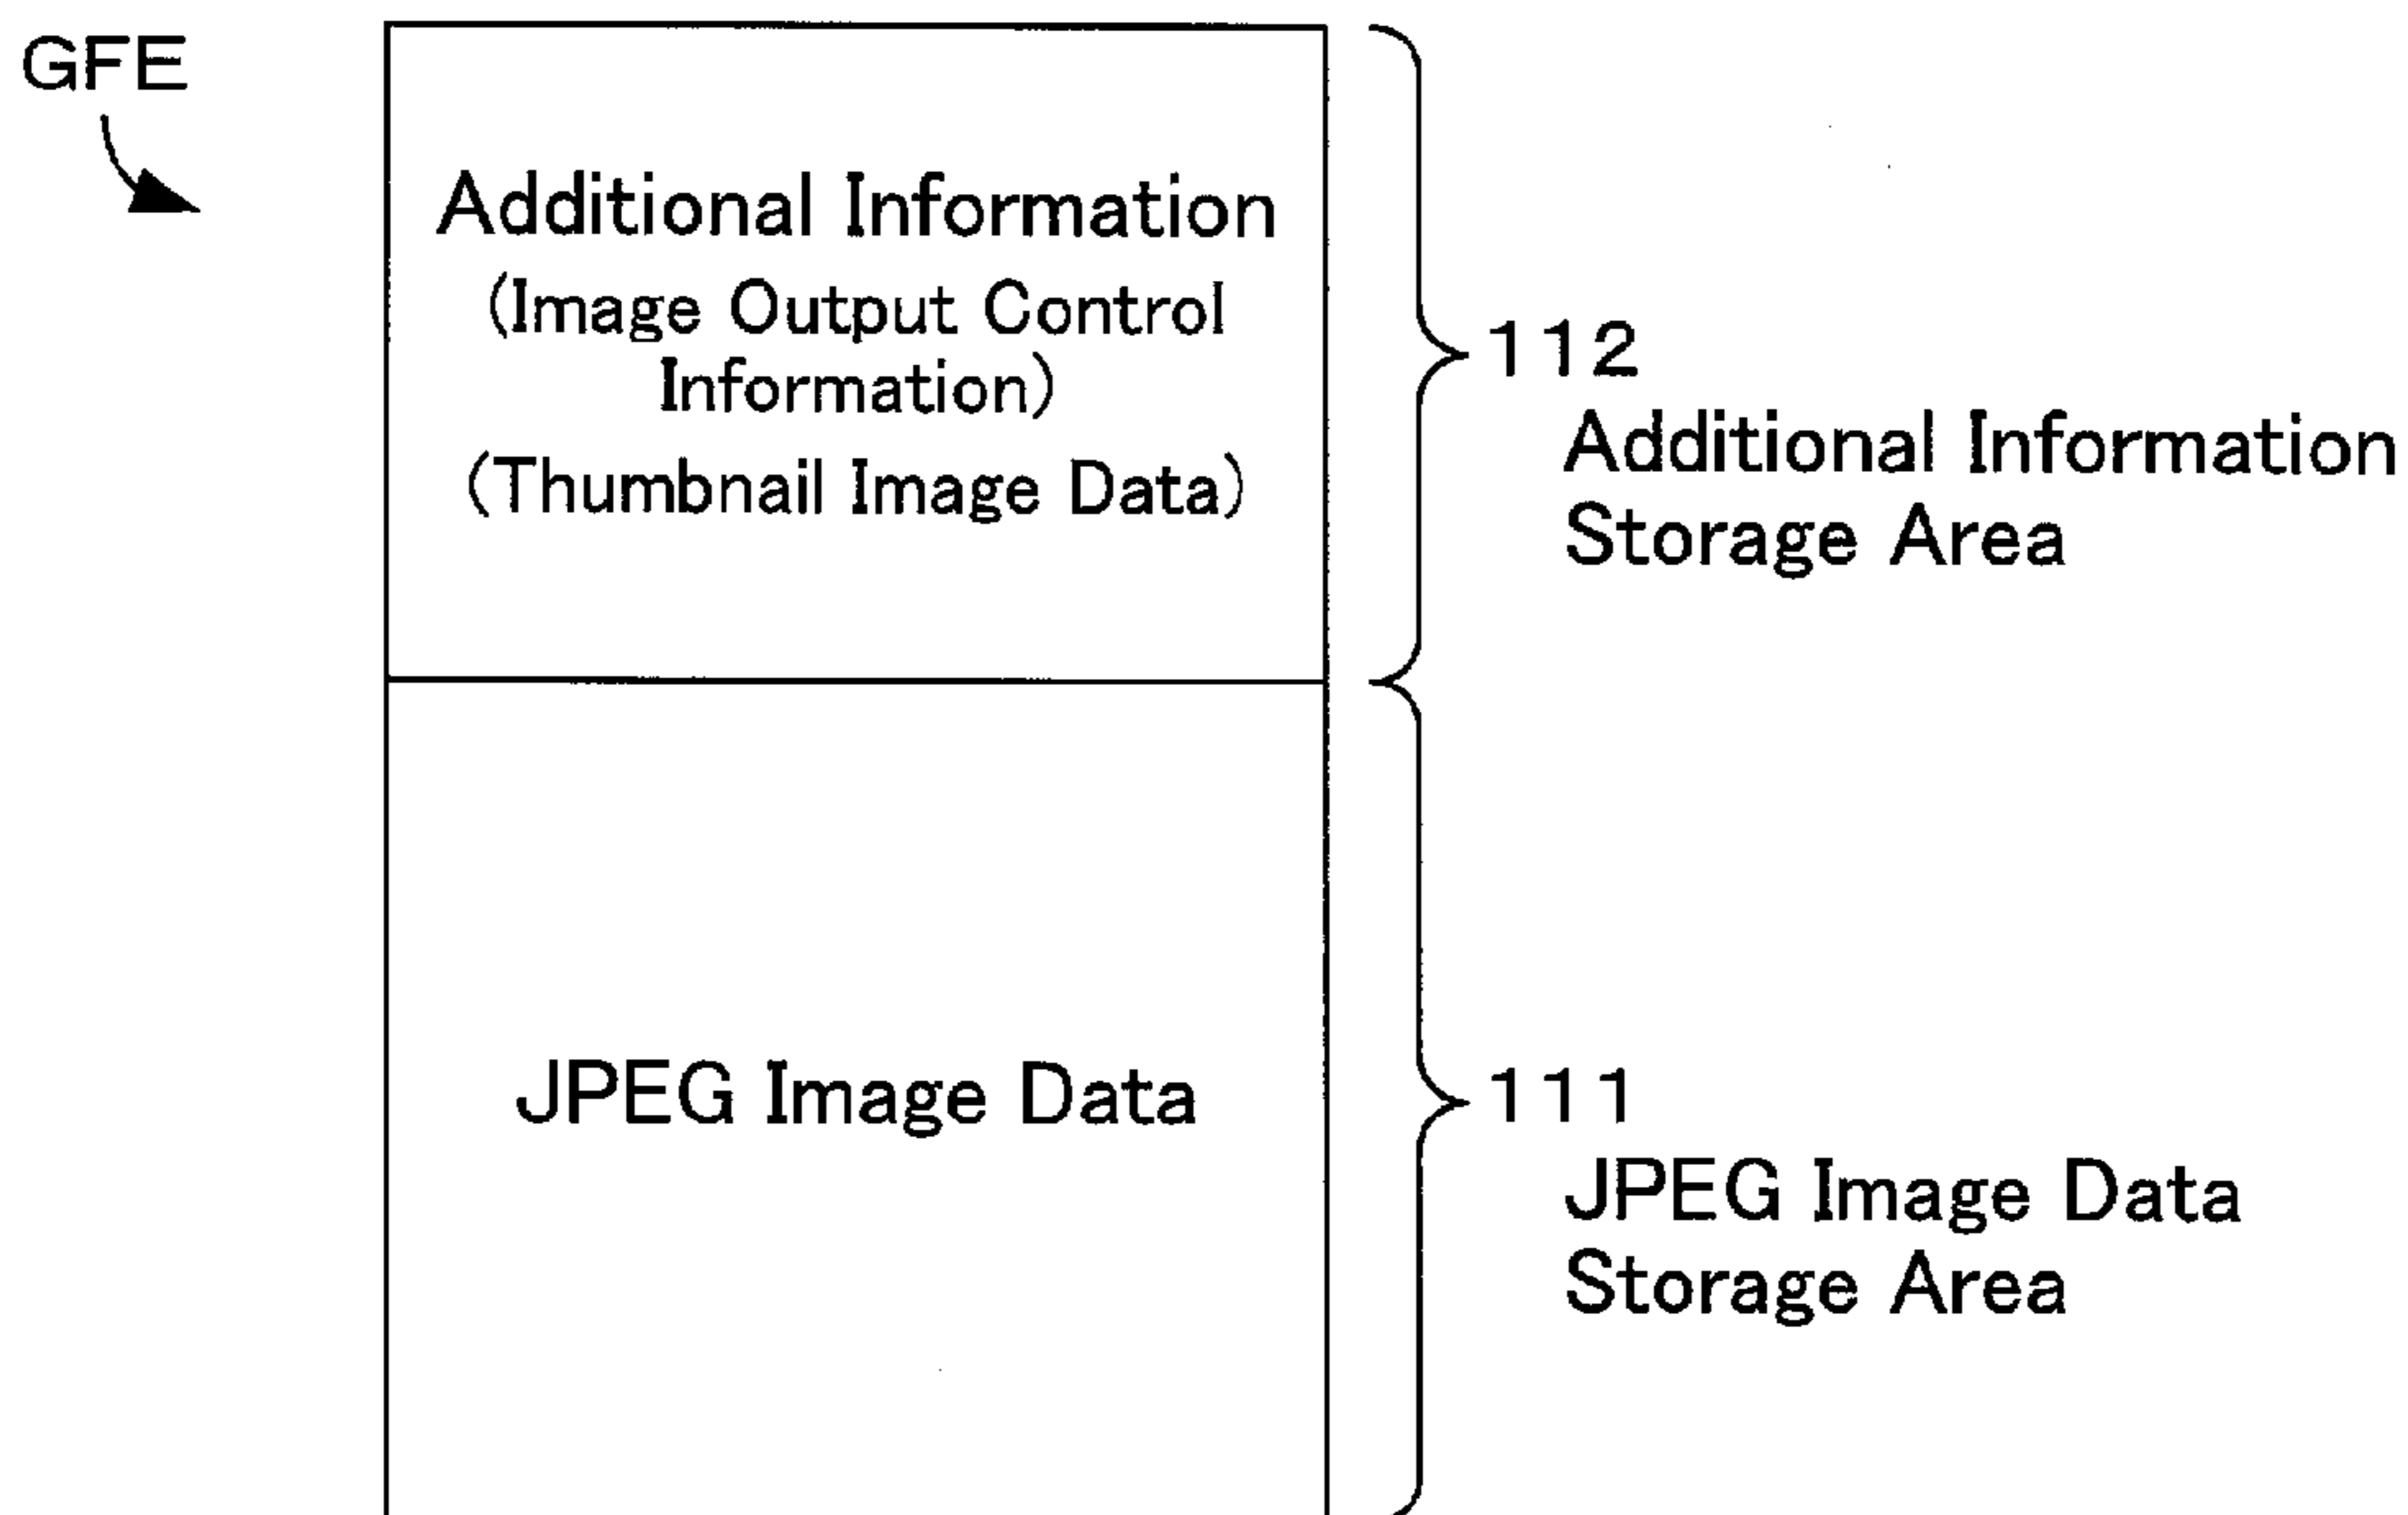 GFE
Additional Information
(Image Output Control
Information)
(Thumbnail Image Data)
112
Additional Information
Storage Area
JPEG Image Data
111
JPEG Image Data
Storage Area